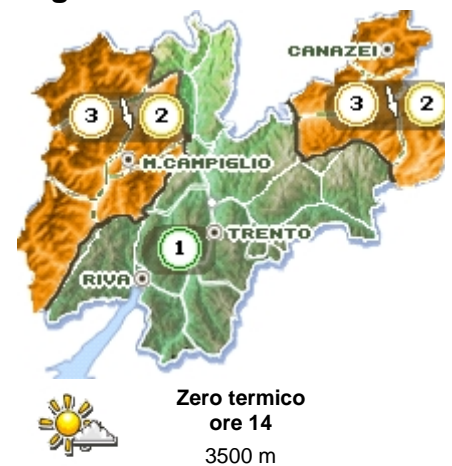 CANAZEI
3 2
3 2
M.CAMPIGLIO
1
TRENTO
RIVA
Zero termico
ore 14
3500 m